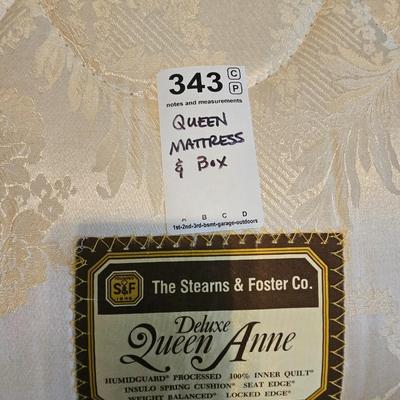 343 C
P
notes and measurements
QUEEN
MATTRESS
& BOX
A B C D
1st-2nd-3rd-bsmt-garage-outdoors
S&F
1846
The Stearns & Foster Co.
Deluxe
Queen Anne
HUMIDGUARD® PROCESSED 100% INNER QUILT®
INSULO SPRING CUSHION® SEAT EDGE®
WEIGHT BALANCED® LOCKED EDGE®